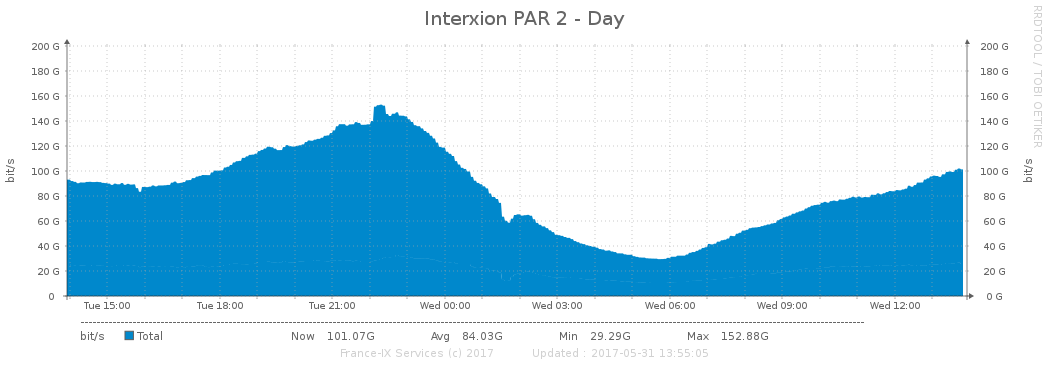 Interxion PAR 2 - Day
RRDTOOL / TOBI OETIKER
200 G 200 G
180 G 180 G
160 G 160 G
140 G 140 G
120 G 120 G
100 G 100 G
80 G 80 G
60 G 60 G
40 G 40 G
20 G 20 G
0 0 G
bit/s bit/s
Tue 15:00 Tue 18:00 Tue 21:00 Wed 00:00 Wed 03:00 Wed 06:00 Wed 09:00 Wed 12:00
bit/s Total Now 101.07G Avg 84.03G Min 29.29G Max 152.88G
France-IX Services (c) 2017 Updated : 2017-05-31 13:55:05